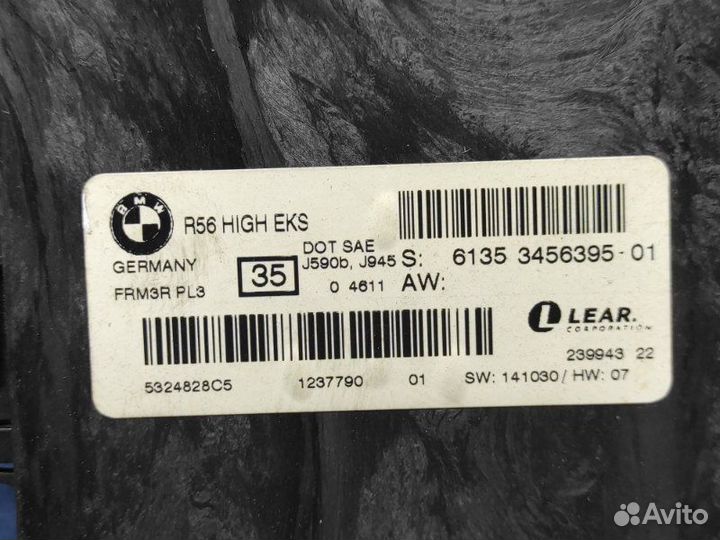 BMW
R56 HIGH EKS
GERMANY
FRM3R PL3
35
DOT SAE
J590b, J945
0 4611
S: 6135 3456395-01
AW:
LEAR.
CORPORATION
239943 22
5324828C5 1237790 01 SW: 141030/ HW: 07
Avito